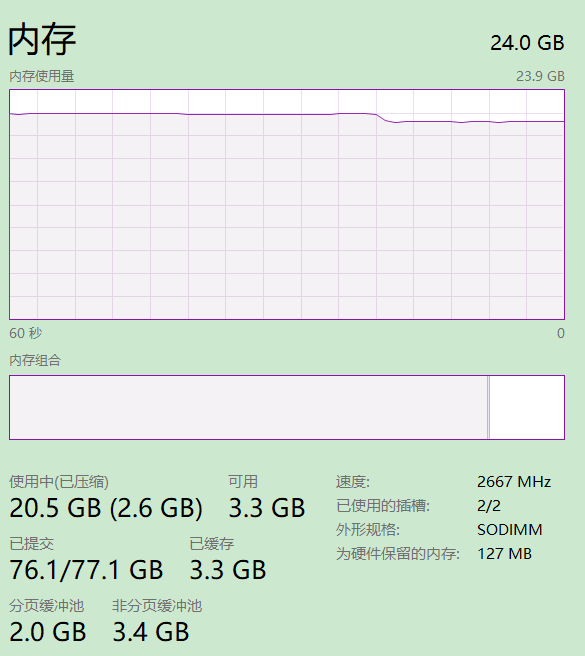 内存 24.0 GB
内存使用量 23.9 GB
60 秒 0
内存组合
使用中(已压缩) 可用
20.5 GB (2.6 GB) 3.3 GB
已提交 已缓存
76.1/77.1 GB 3.3 GB
分页缓冲池 非分页缓冲池
2.0 GB 3.4 GB
速度: 2667 MHz
已使用的插槽: 2/2
外形规格: SODIMM
为硬件保留的内存: 127 MB